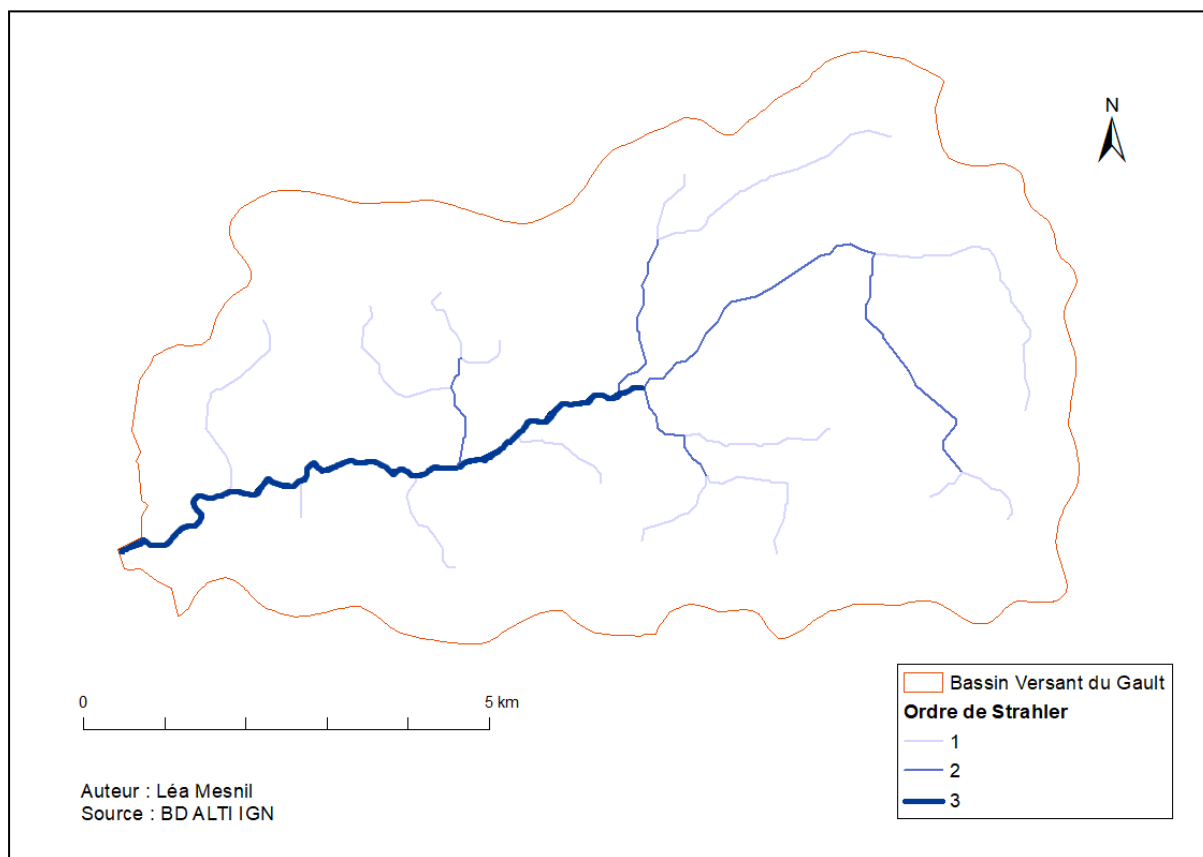 N
Bassin Versant du Gault
Ordre de Strahler
1
2
3
0
5 km
Auteur : Léa Mesnil
Source : BD ALTI IGN